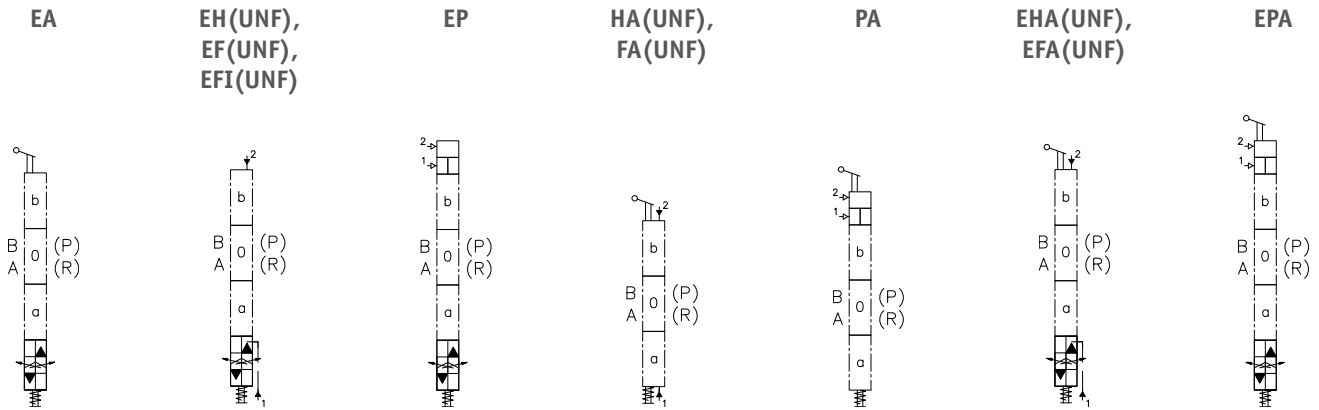 EA
EH(UNF),
EF(UNF),
EFI(UNF)
EP
HA(UNF),
FA(UNF)
PA
EHA(UNF),
EFA(UNF)
EPA
b
B 0 (P)
A (R)
a
2
b
B 0 (P)
A (R)
a
1
2
1
b
B 0 (P)
A (R)
a
2
b
B 0 (P)
A (R)
a
1
2
1
b
B 0 (P)
A (R)
a
2
b
B 0 (P)
A (R)
a
1
2
1
b
B 0 (P)
A (R)
a